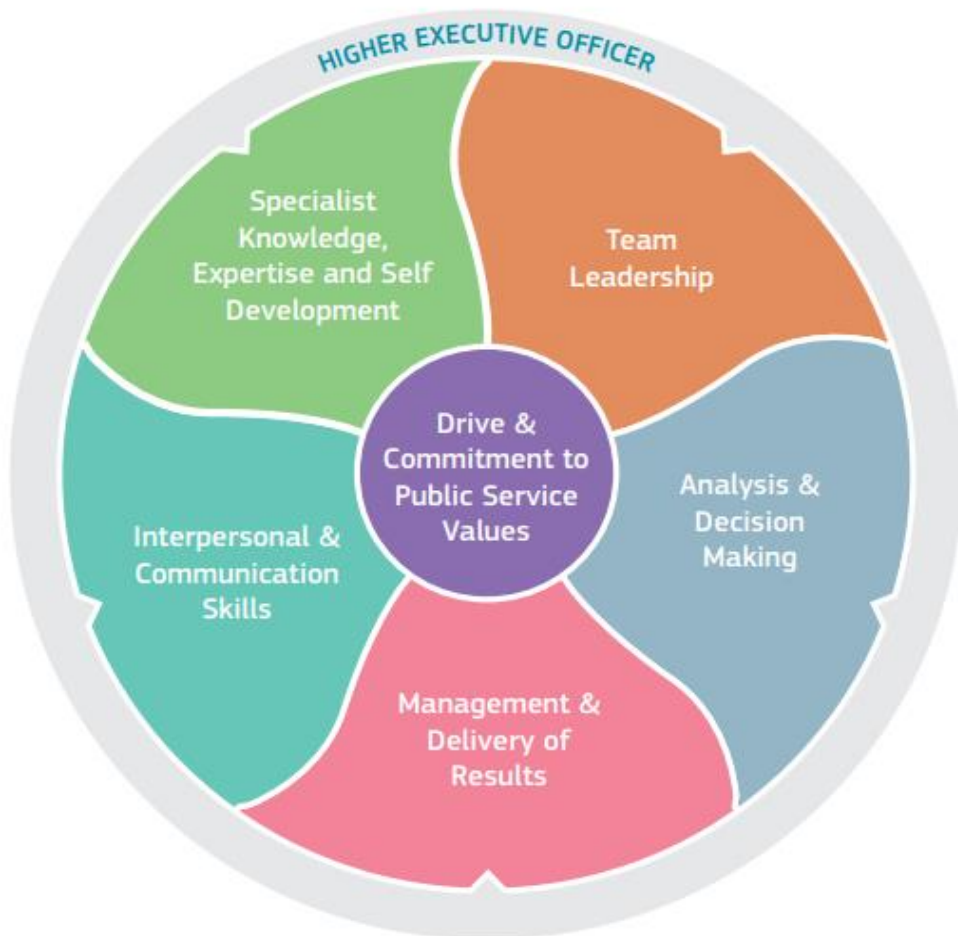 HIGHER EXECUTIVE OFFICER
Specialist
Knowledge,
Expertise and Self
Development
Team
Leadership
Drive &
Commitment to
Public Service
Values
Analysis &
Decision
Making
Interpersonal &
Communication
Skills
Management &
Delivery of
Results